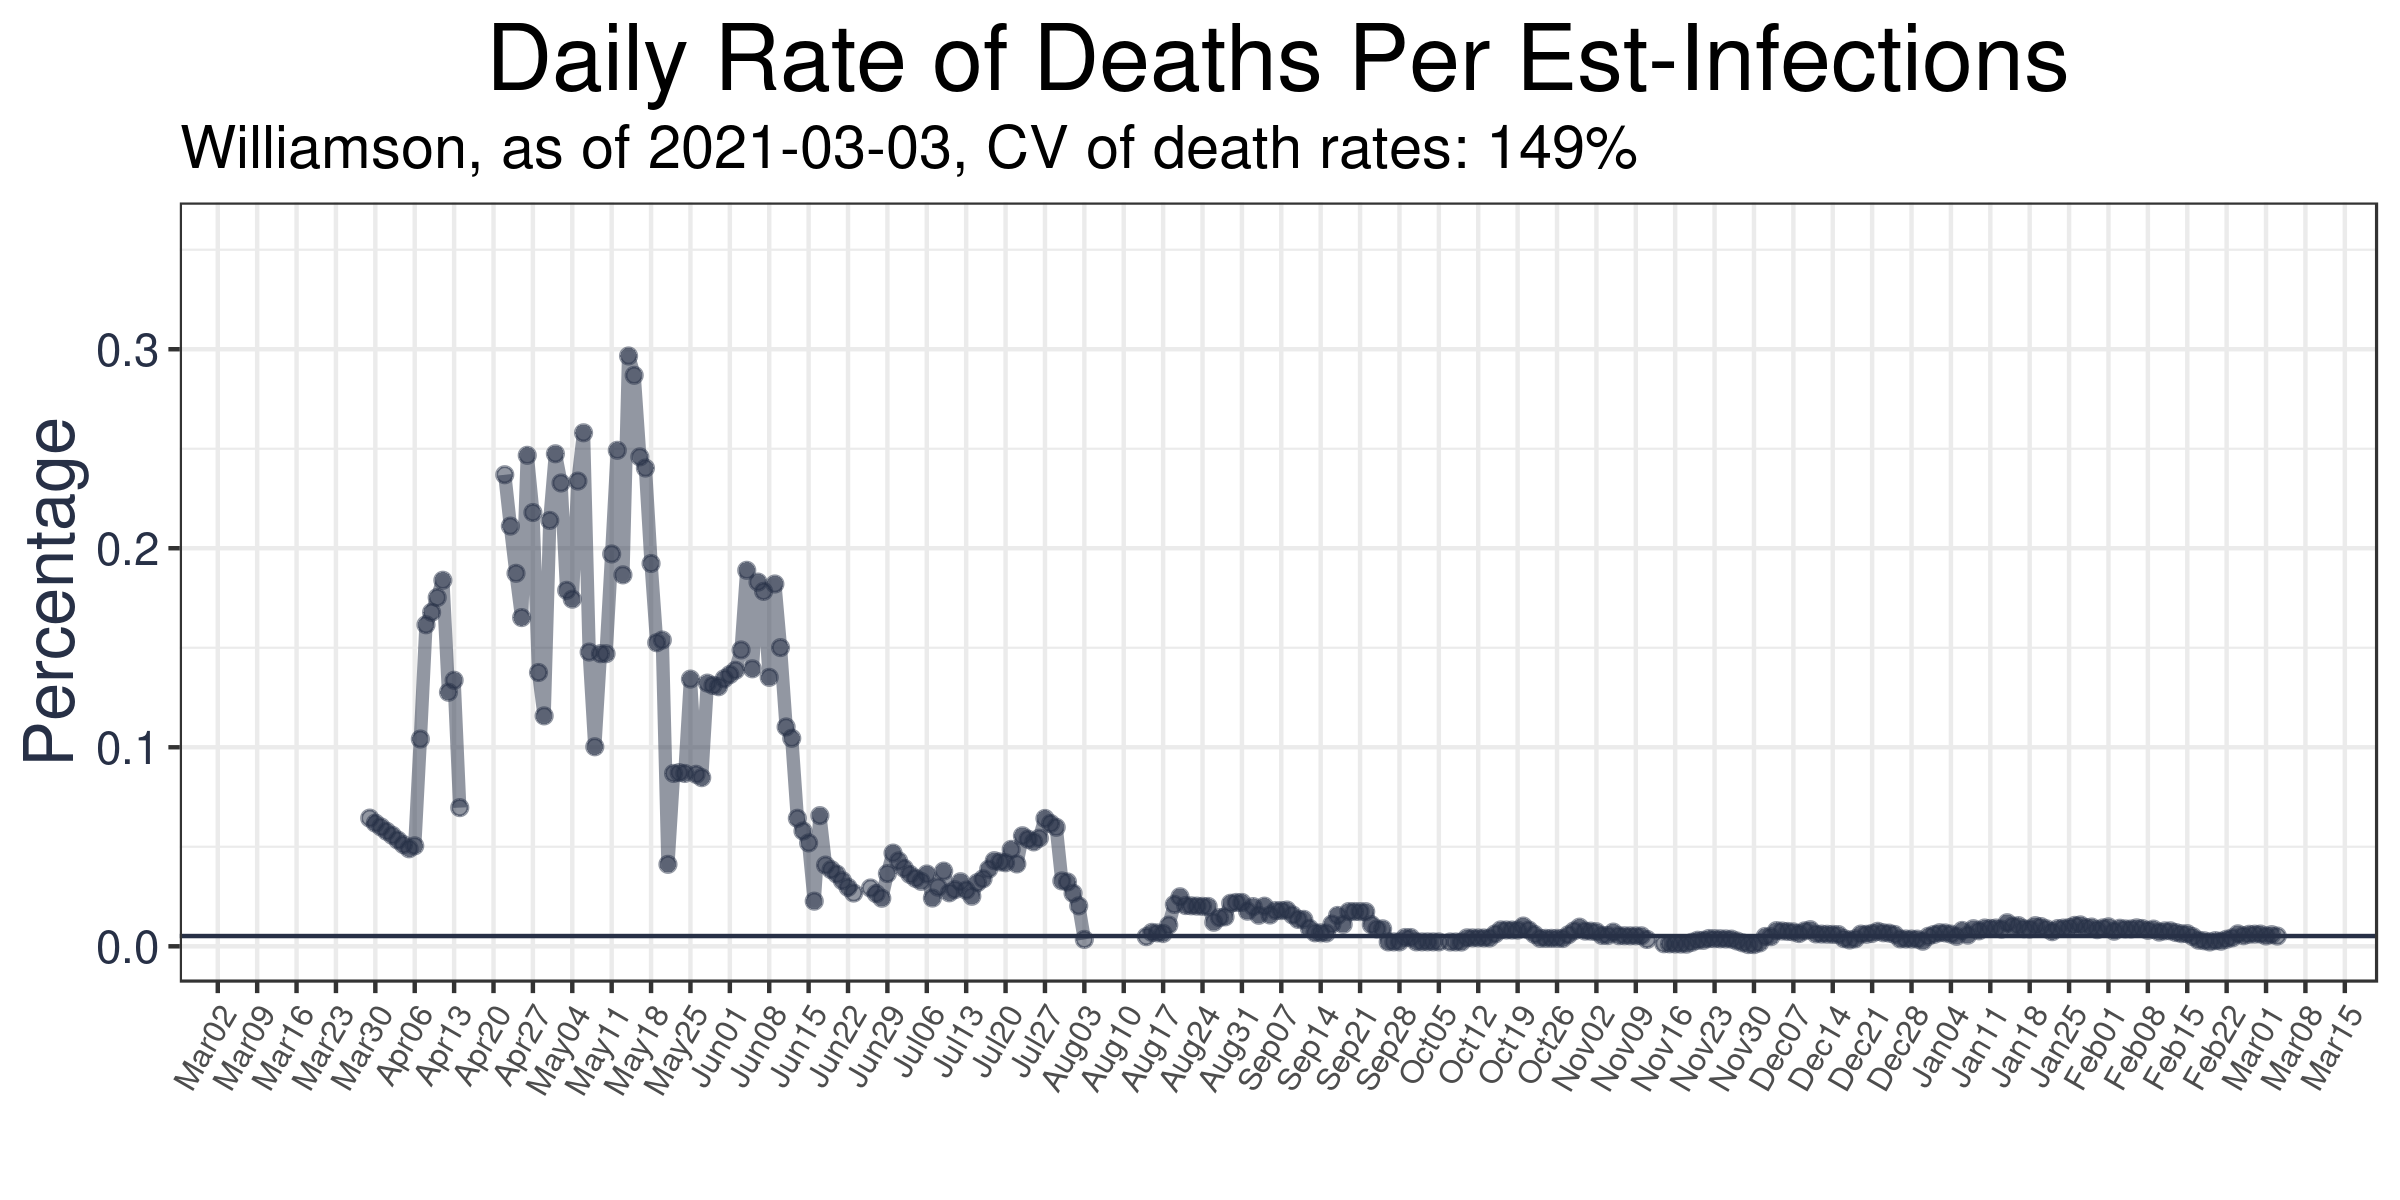 Daily Rate of Deaths Per Est-Infections
Williamson, as of 2021-03-03, CV of death rates: 149%
Percentage
0.3
0.2
0.1
0.0
Mar02
Mar09
Mar16
Mar23
Mar30
Apr06
Apr13
Apr20
Apr27
May04
May11
May18
May25
Jun01
Jun08
Jun15
Jun22
Jun29
Jul06
Jul13
Jul20
Jul27
Aug03
Aug10
Aug17
Aug24
Aug31
Sep07
Sep14
Sep21
Sep28
Oct05
Oct12
Oct19
Oct26
Nov02
Nov09
Nov16
Nov23
Nov30
Dec07
Dec14
Dec21
Dec28
Jan04
Jan11
Jan18
Jan25
Feb01
Feb08
Feb15
Feb22
Mar01
Mar08
Mar15